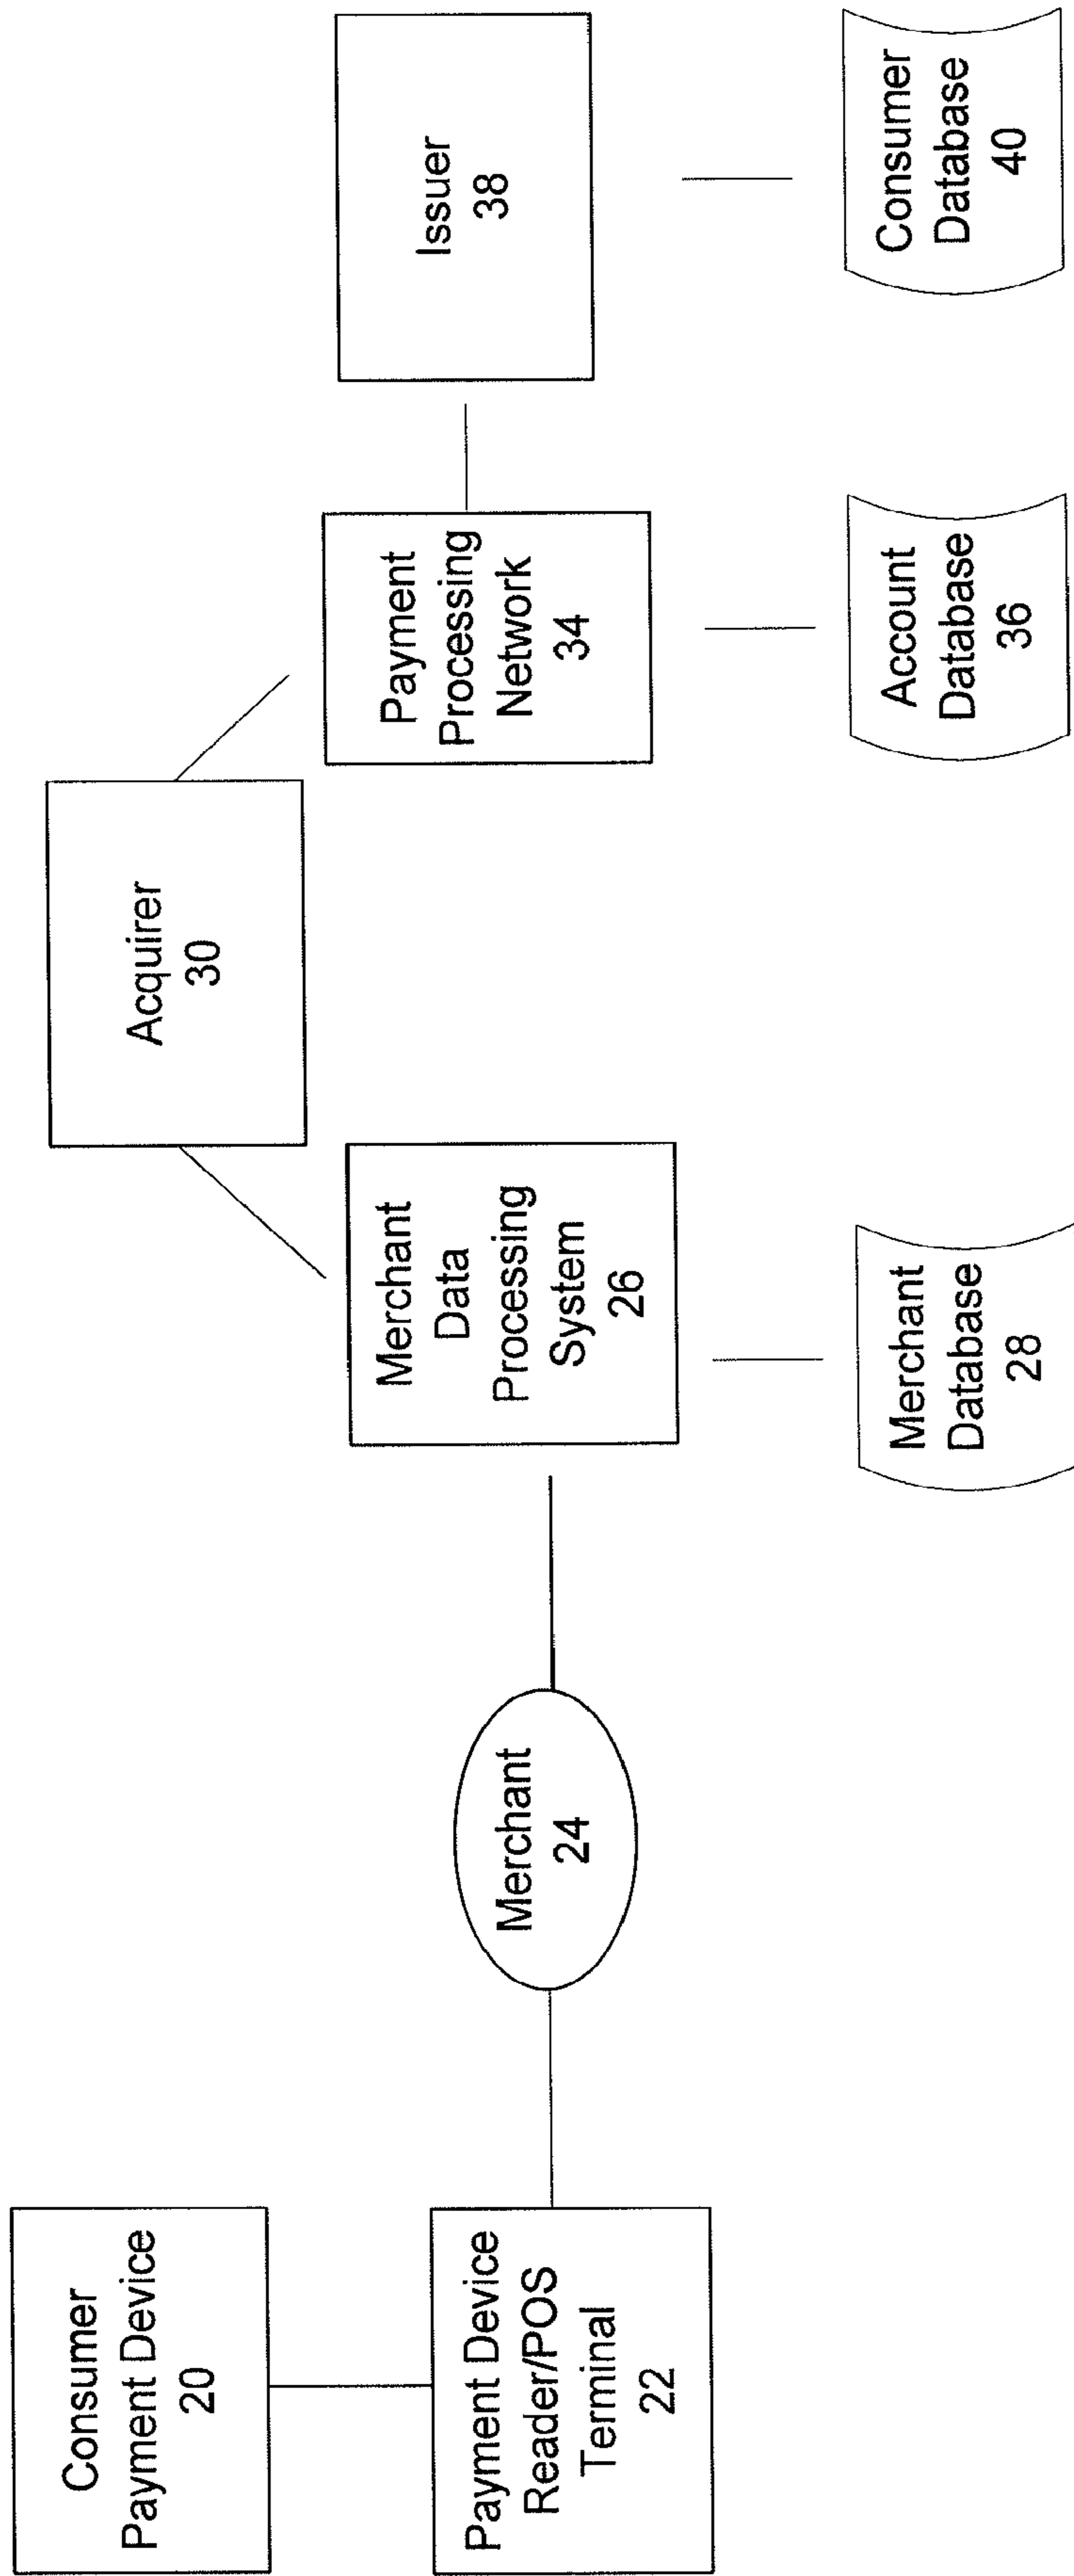 Consumer
Payment Device
20
Payment Device
Reader/POS
Terminal
22
Merchant
24
Merchant
Data
Processing
System
26
Merchant
Database
28
Acquirer
30
Payment
Processing
Network
34
Account
Database
36
Issuer
38
Consumer
Database
40